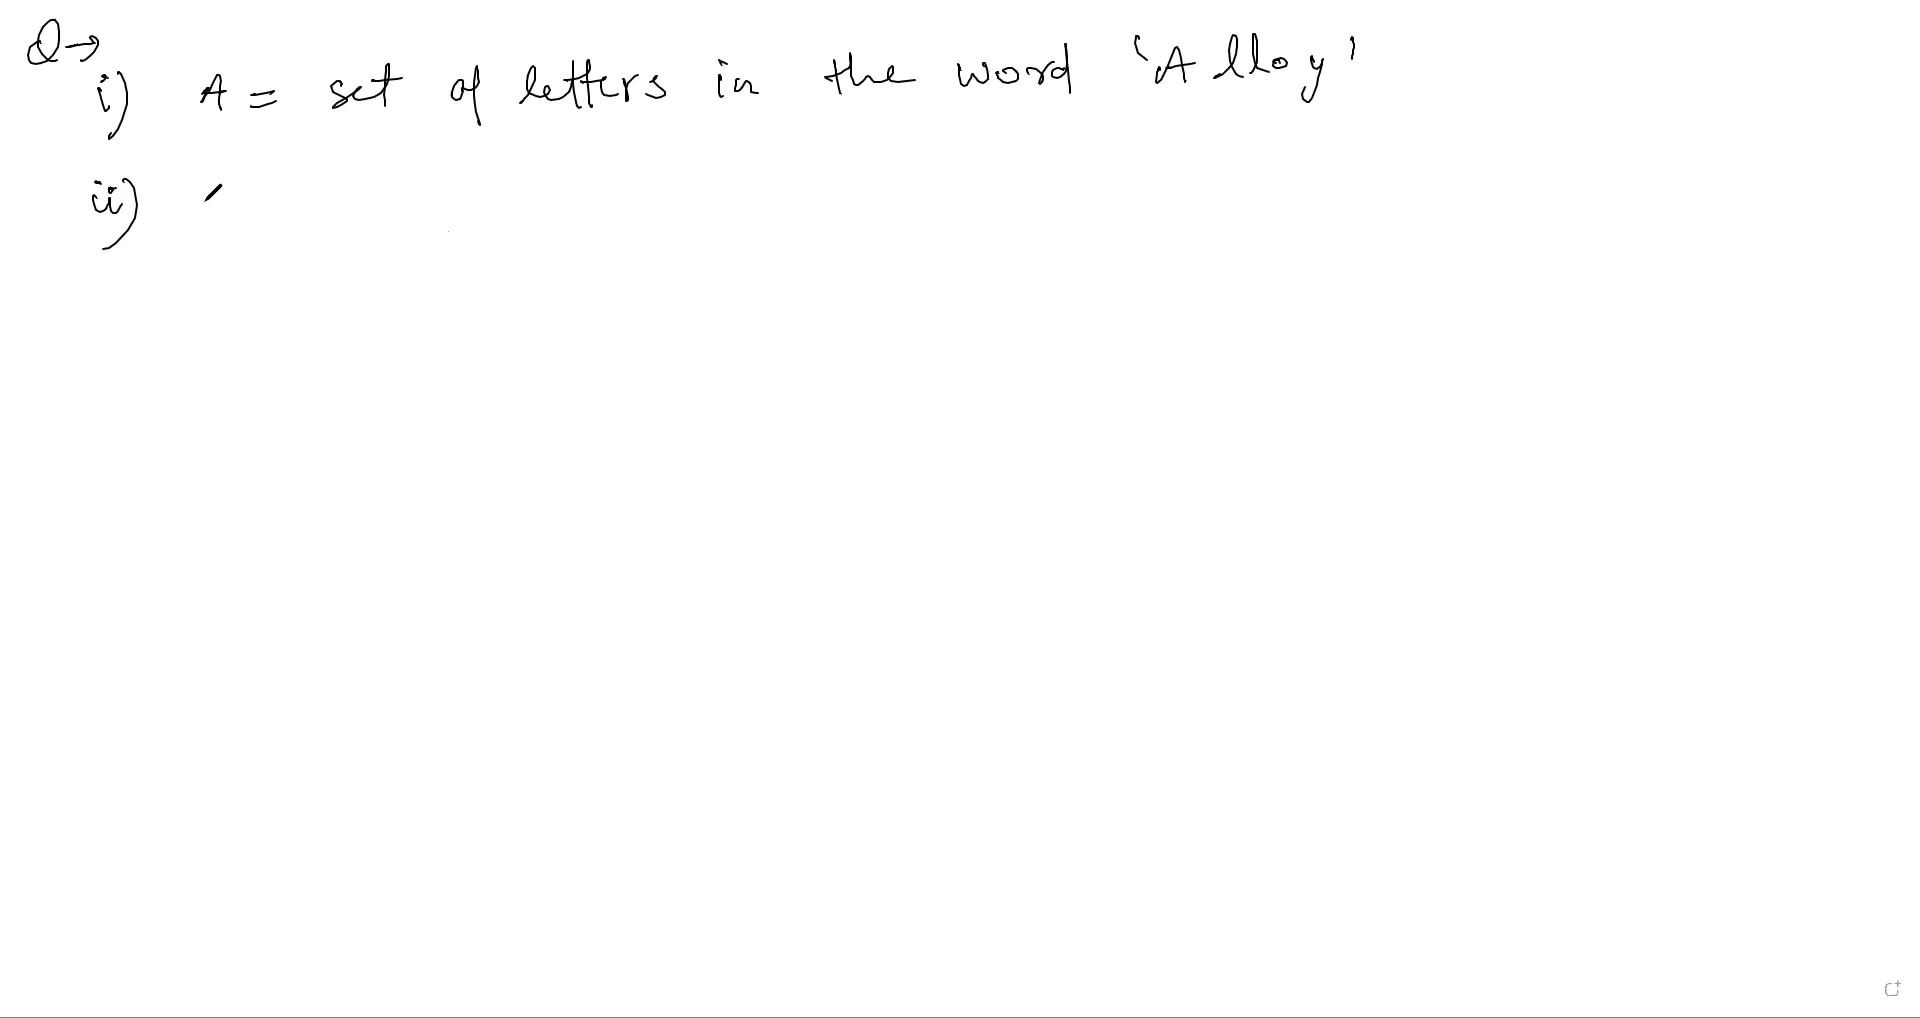 Q→
i) A = set of letters in the word 'Alloy'
ii)